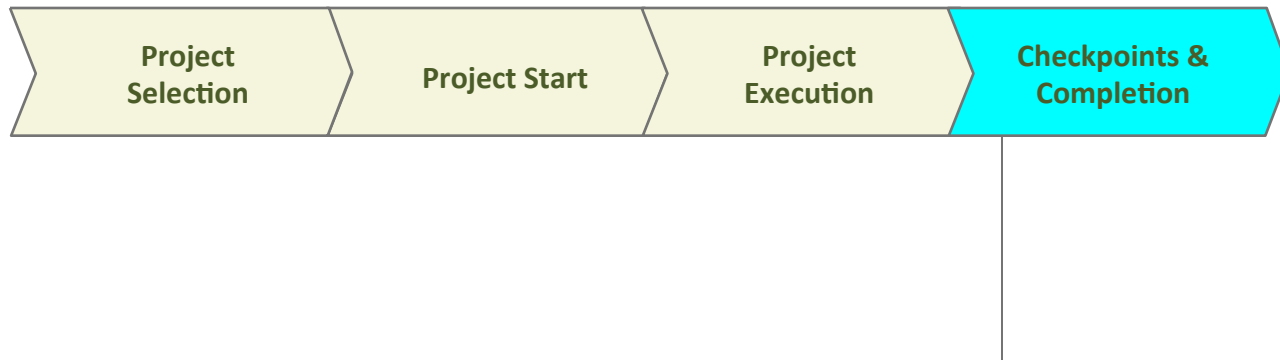 Project
Selection
Project Start
Project
Execution
Checkpoints &
Completion